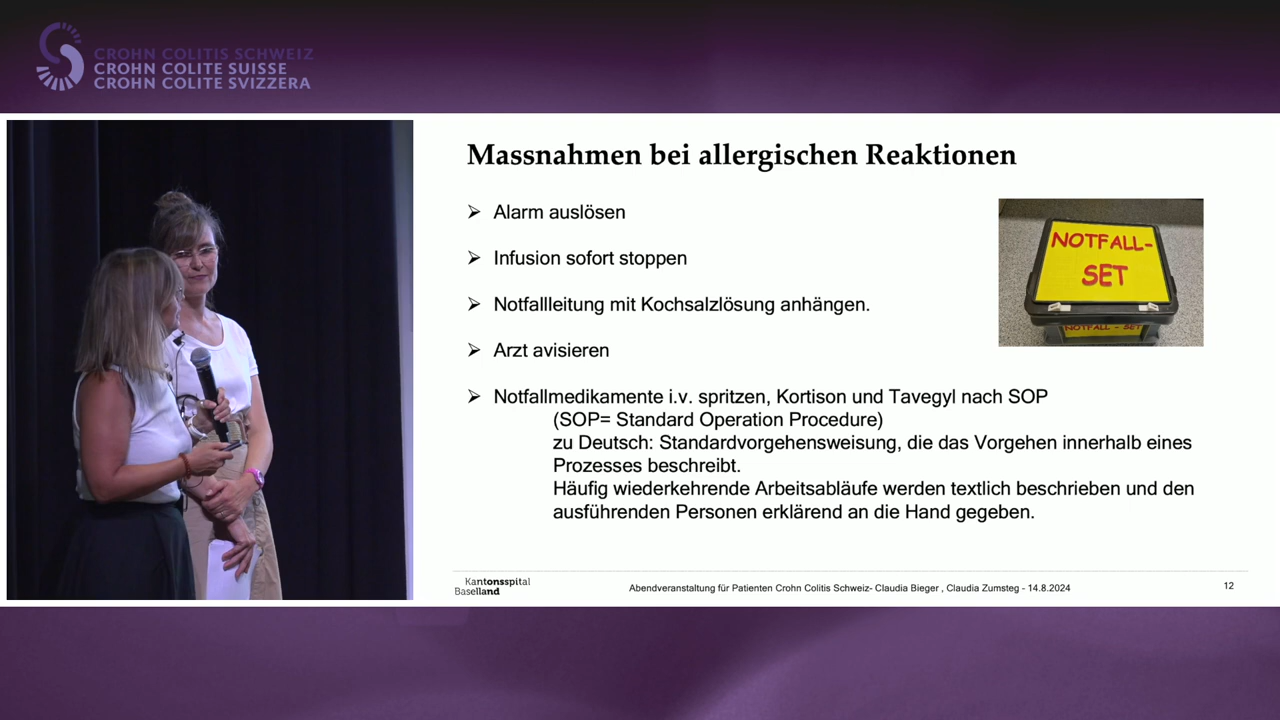 CROHN COLITIS SCHWEIZ
CROHN COLITE SUISSE
CROHN COLITE SVIZZERA
Massnahmen bei allergischen Reaktionen
➢ Alarm auslösen
➢ Infusion sofort stoppen
➢ Notfallleitung mit Kochsalzlösung anhängen.
➢ Arzt avisieren
➢ Notfallmedikamente i.v. spritzen, Kortison und Tavegyl nach SOP
(SOP= Standard Operation Procedure)
zu Deutsch: Standardvorgehensweisung, die das Vorgehen innerhalb eines
Prozesses beschreibt.
Häufig wiederkehrende Arbeitsabläufe werden textlich beschrieben und den
ausführenden Personen erklärend an die Hand gegeben.
NOTFALL-
SET
NOTFALL - SET
Kantonsspital
Baselland
Abendveranstaltung für Patienten Crohn Colitis Schweiz- Claudia Bieger , Claudia Zumsteg - 14.8.2024
12